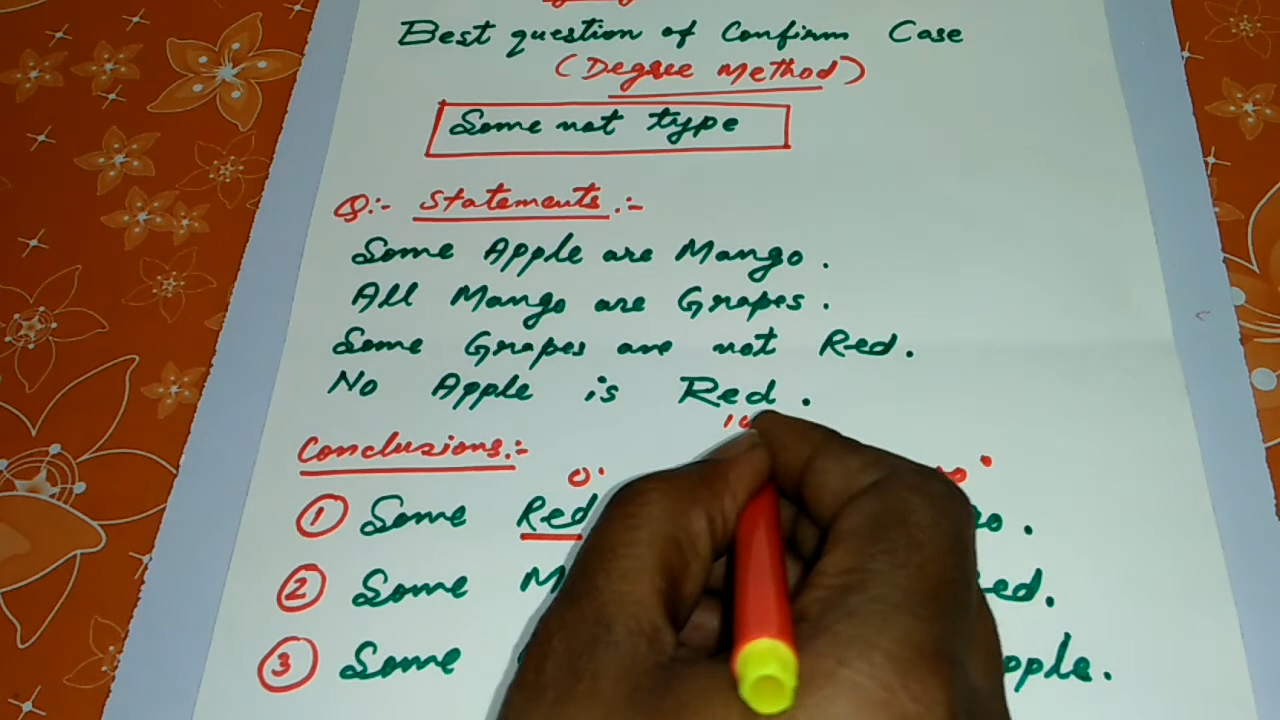 Best question of Confirm Case
(Degree Method)
Some not type
Q:- Statements :-
Some Apple are Mango.
All Mango are Grapes.
Some Grapes are not Red.
No Apple is Red.
Conclusions:-
① Some Red
② Some
③ Some